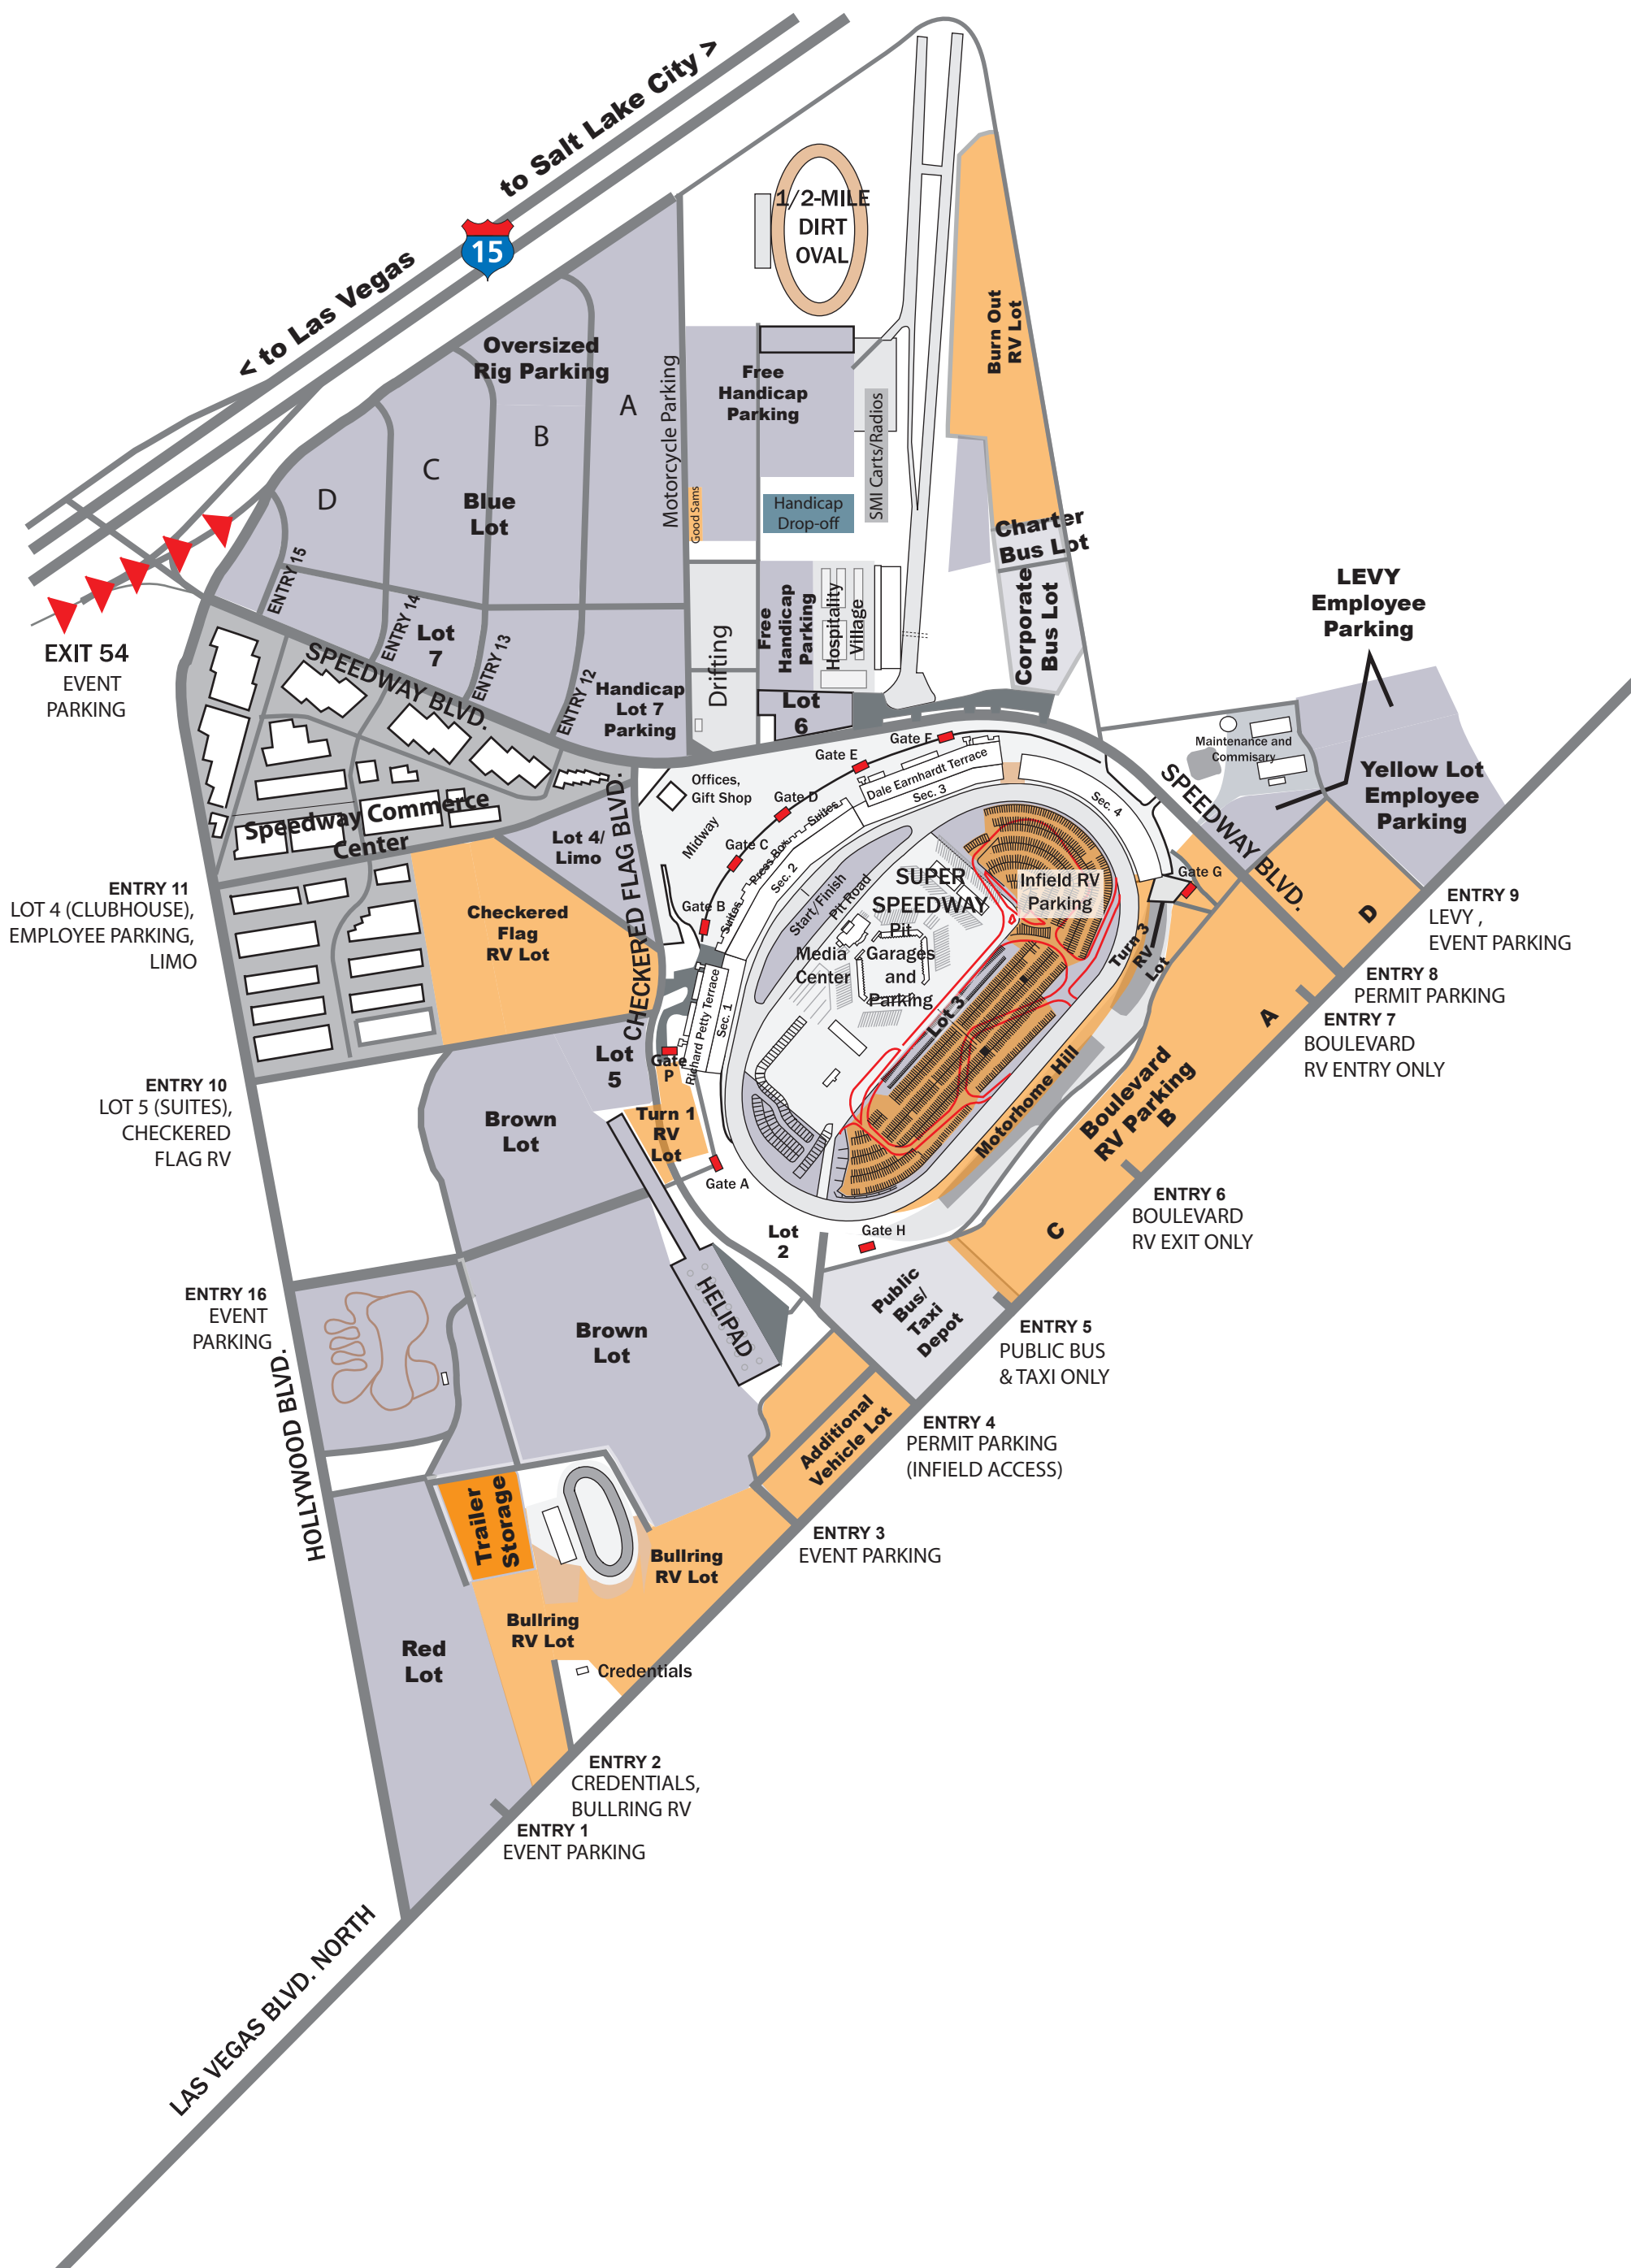 to Salt Lake City >
< to Las Vegas
15
1/2-MILE
DIRT
OVAL
Burn Out
RV Lot
Oversized
Rig Parking
A
B
C
D
Blue
Lot
Motorcycle Parking
Free
Handicap
Parking
SMI Carts/Radios
Good Sams
Handicap
Drop-off
Charter
Bus Lot
Corporate
Bus Lot
EXIT 54
EVENT
PARKING
ENTRY 15
ENTRY 14
ENTRY 13
ENTRY 12
Lot
7
SPEEDWAY BLVD.
Handicap
Lot 7
Parking
Drifting
Free
Handicap
Parking
Hospitality
Village
Lot
6
LEVY
Employee
Parking
Maintenance and
Commisary
Yellow Lot
Employee
Parking
SPEEDWAY BLVD.
Speedway Commerce
Center
Lot 4/
Limo
CHECKERED FLAG BLVD.
Offices,
Gift Shop
Midway
Gate B
Gate C
Gate D
Gate E
Gate F
Gate G
Dale Earnhardt Terrace
Sec. 3
Sec. 4
Suites
Press Box
Sec. 2
Suites
Start/Finish
Pit Road
SUPER
SPEEDWAY
Infield RV
Parking
Pit
Garages
and
Parking
Media
Center
Lot 3
Turn 3
RV
Lot
Richard Petty Terrace
Sec. 1
Motorhome Hill
ENTRY 11
LOT 4 (CLUBHOUSE),
EMPLOYEE PARKING,
LIMO
Checkered
Flag
RV Lot
ENTRY 10
LOT 5 (SUITES),
CHECKERED
FLAG RV
Lot
5
Gate
P
Turn 1
RV
Lot
Gate A
Brown
Lot
Lot
2
Gate H
D
A
Boulevard
RV Parking
B
C
ENTRY 9
LEVY ,
EVENT PARKING
ENTRY 8
PERMIT PARKING
ENTRY 7
BOULEVARD
RV ENTRY ONLY
ENTRY 6
BOULEVARD
RV EXIT ONLY
Public
Bus/
Taxi
Depot
ENTRY 5
PUBLIC BUS
& TAXI ONLY
ENTRY 16
EVENT
PARKING
HELIPAD
Brown
Lot
HOLLYWOOD BLVD.
Additional
Vehicle Lot
ENTRY 4
PERMIT PARKING
(INFIELD ACCESS)
Trailer
Storage
Bullring
RV Lot
ENTRY 3
EVENT PARKING
Bullring
RV Lot
Red
Lot
Credentials
ENTRY 2
CREDENTIALS,
BULLRING RV
ENTRY 1
EVENT PARKING
LAS VEGAS BLVD. NORTH